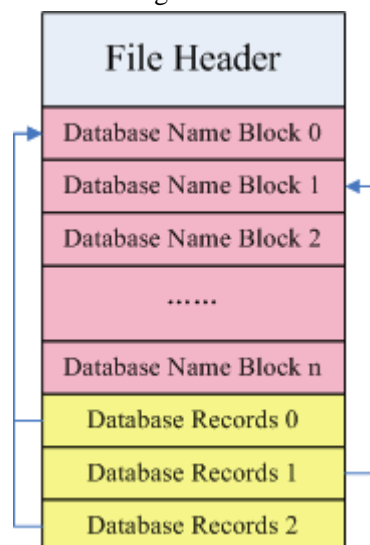 File Header
Database Name Block 0
Database Name Block 1
Database Name Block 2
......
Database Name Block n
Database Records 0
Database Records 1
Database Records 2